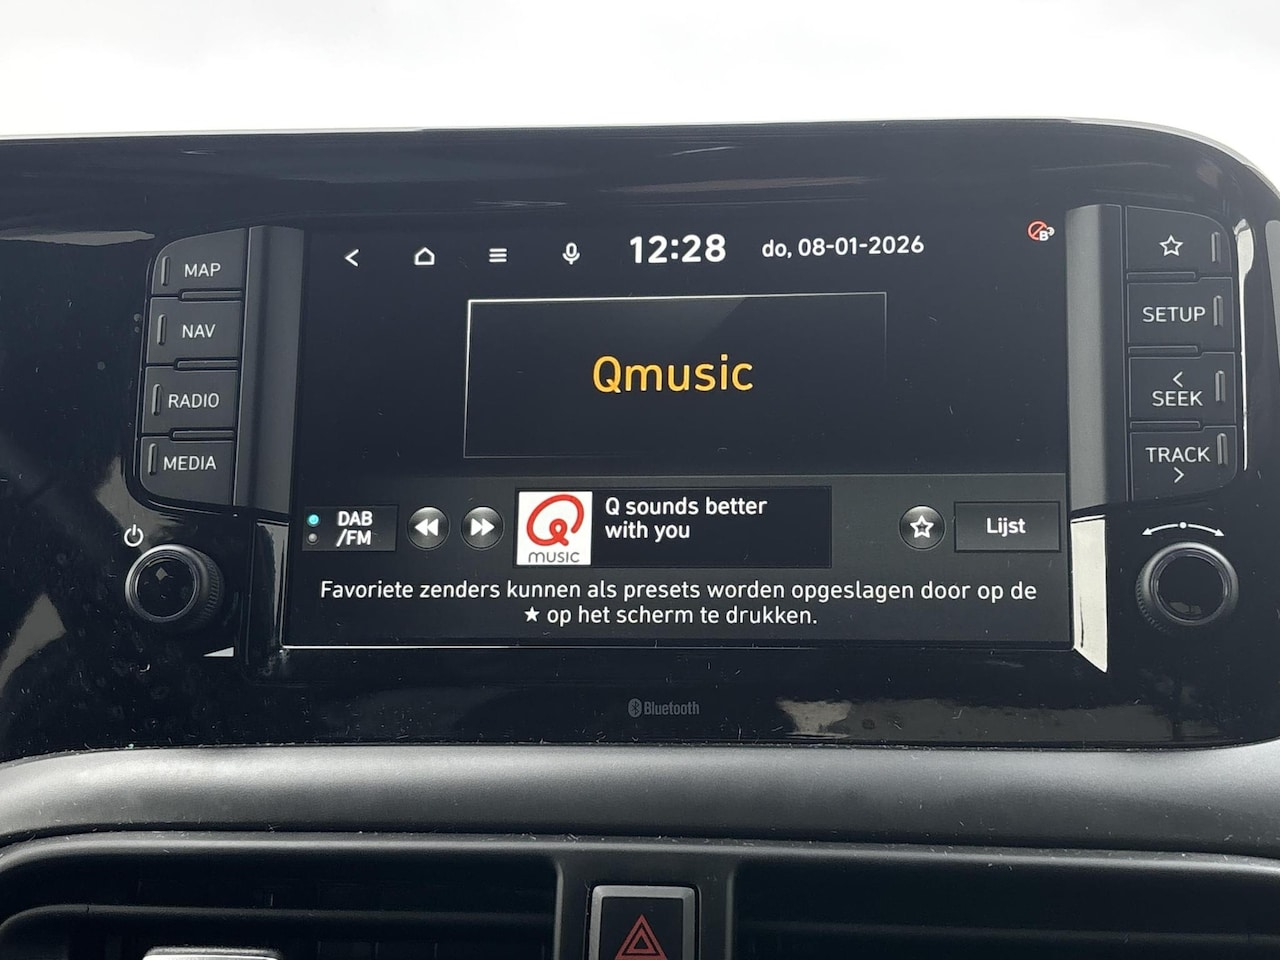 12:28 do, 08-01-2026
MAP
NAV
RADIO
MEDIA
SETUP
SEEK
TRACK
Qmusic
DAB
/FM
MUSIC
Q sounds better
with you
Lijst
Favoriete zenders kunnen als presets worden opgeslagen door op de
★ op het scherm te drukken.
Bluetooth